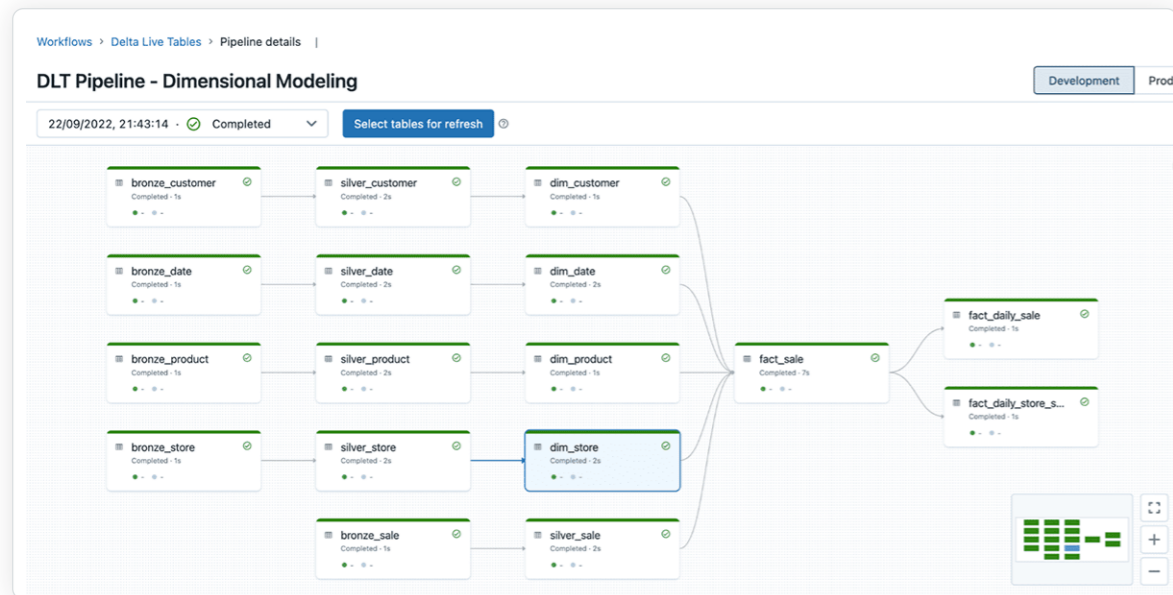 Workflows > Delta Live Tables > Pipeline details |
DLT Pipeline - Dimensional Modeling
Development
Prod
22/09/2022, 21:43:14 · Completed
Select tables for refresh
bronze_customer
Completed - 1s
silver_customer
Completed - 2s
dim_customer
Completed - 1s
bronze_date
Completed - 1s
silver_date
Completed - 2s
dim_date
Completed - 2s
fact_daily_sale
Completed - 1s
bronze_product
Completed - 1s
silver_product
Completed - 2s
dim_product
Completed - 1s
fact_sale
Completed - 7s
fact_daily_store_s...
Completed - 1s
bronze_store
Completed - 1s
silver_store
Completed - 2s
dim_store
Completed - 2s
bronze_sale
Completed - 1s
silver_sale
Completed - 2s